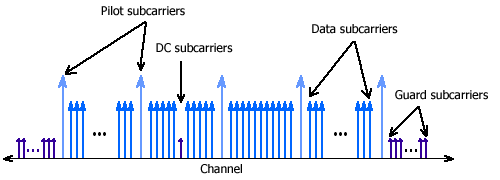 Pilot subcarriers
DC subcarriers
Data subcarriers
Guard subcarriers
...
...
...
...
Channel